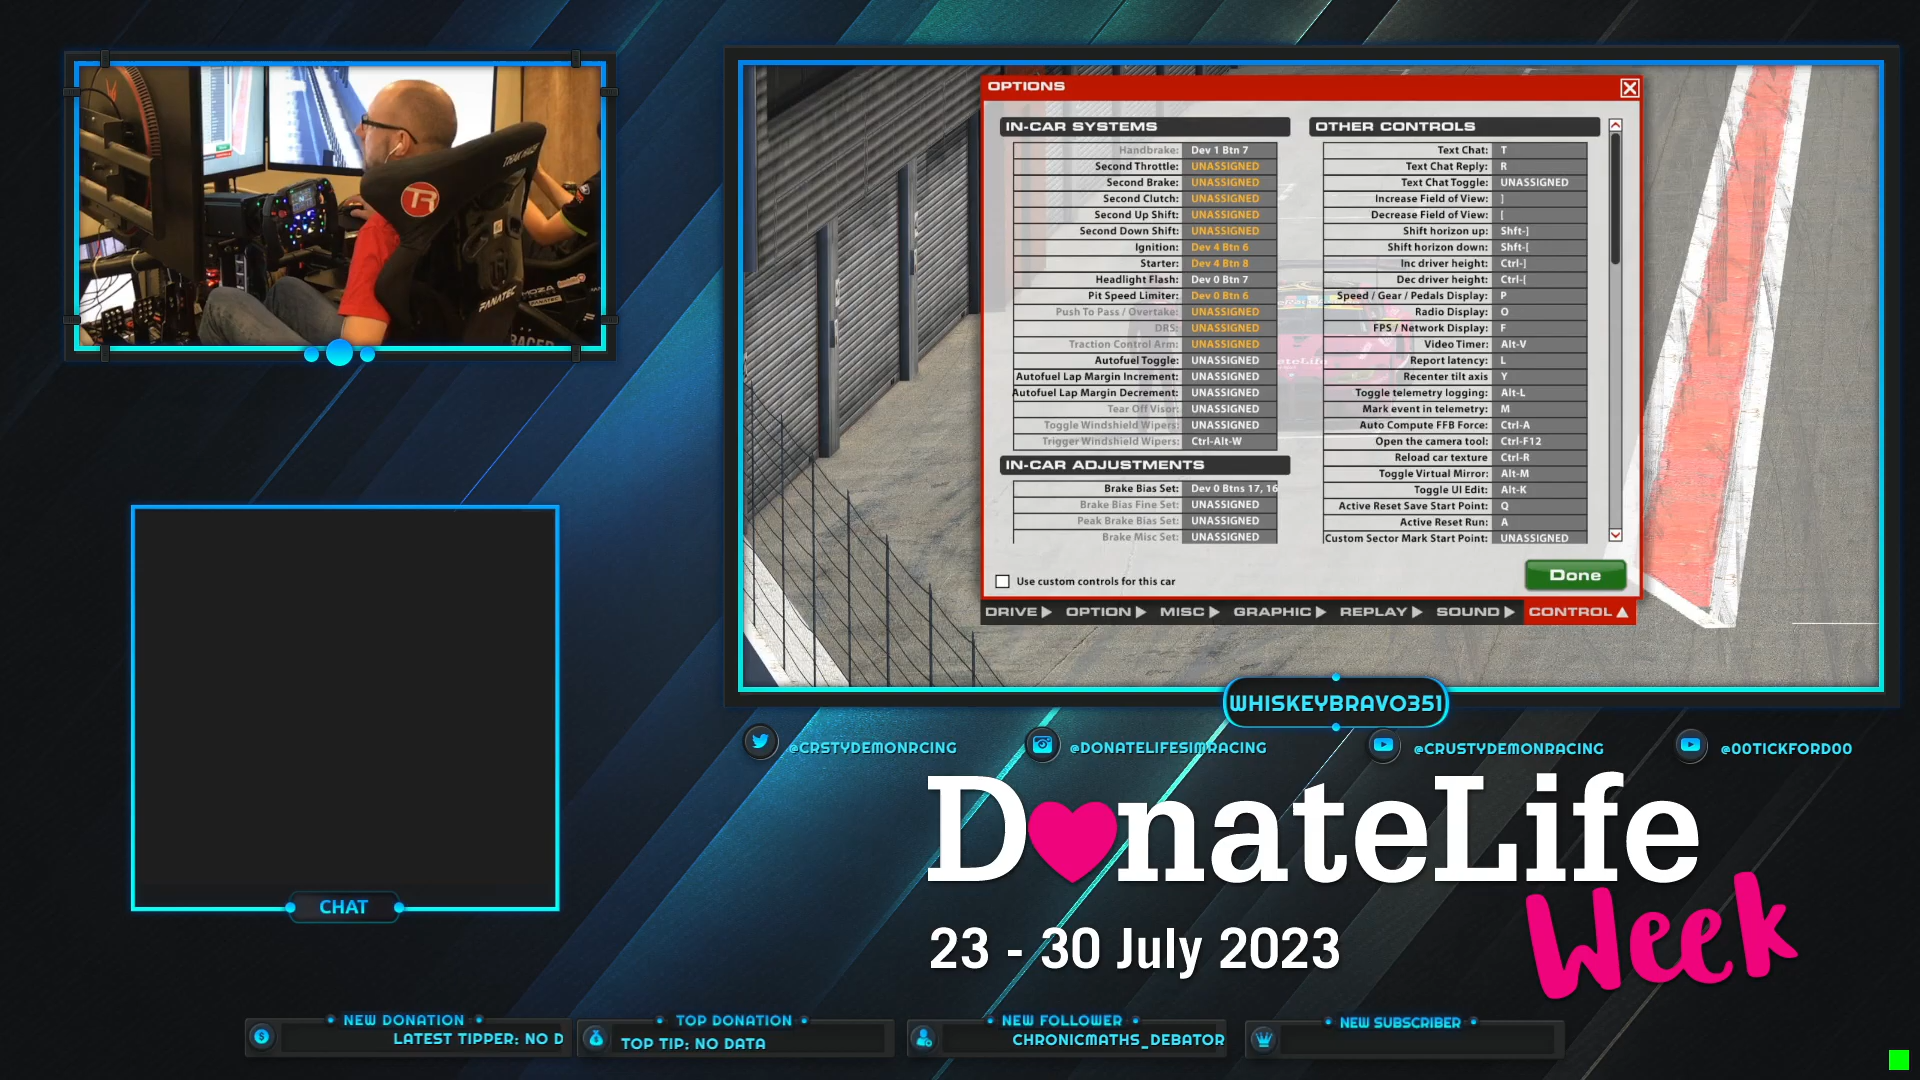 OPTIONS
IN-CAR SYSTEMS
Handbrake: Dev 1 Btn 7
Second Throttle: UNASSIGNED
Second Brake: UNASSIGNED
Second Clutch: UNASSIGNED
Second Up Shift: UNASSIGNED
Second Down Shift: UNASSIGNED
Ignition: Dev 4 Btn 6
Starter: Dev 4 Btn 8
Headlight Flash: Dev 0 Btn 7
Pit Speed Limiter: Dev 0 Btn 6
Push To Pass / Overtake: UNASSIGNED
DRS: UNASSIGNED
Traction Control Arm: UNASSIGNED
Autofuel Toggle: UNASSIGNED
Autofuel Lap Margin Increment: UNASSIGNED
Autofuel Lap Margin Decrement: UNASSIGNED
Tear Off Visor: UNASSIGNED
Toggle Windshield Wipers: UNASSIGNED
Trigger Windshield Wipers: Ctrl-Alt-W
IN-CAR ADJUSTMENTS
Brake Bias Set: Dev 0 Btns 17, 16
Brake Bias Fine Set: UNASSIGNED
Peak Brake Bias Set: UNASSIGNED
Brake Misc Set: UNASSIGNED
OTHER CONTROLS
Text Chat: T
Text Chat Reply: R
Text Chat Toggle: UNASSIGNED
Increase Field of View: ]
Decrease Field of View: [
Shift horizon up: Shft-]
Shift horizon down: Shft-[
Inc driver height: Ctrl-]
Dec driver height: Ctrl-[
Speed / Gear / Pedals Display: P
Radio Display: O
FPS / Network Display: F
Video Timer: Alt-V
Report latency: L
Recenter tilt axis Y
Toggle telemetry logging: Alt-L
Mark event in telemetry: M
Auto Compute FFB Force: Ctrl-A
Open the camera tool: Ctrl-F12
Reload car texture Ctrl-R
Toggle Virtual Mirror: Alt-M
Toggle UI Edit: Alt-K
Active Reset Save Start Point: Q
Active Reset Run: A
Custom Sector Mark Start Point: UNASSIGNED
Use custom controls for this car
Done
DRIVE OPTION MISC GRAPHIC REPLAY SOUND CONTROL
TR
TRAK RACER
FANATEC
MOZA
FANATEC
RACER
WHISKEYBRAVO351
@CRSTYDEMONRCING @DONATELIFESIMRACING @CRUSTYDEMONRACING @00TICKFORD00
DonateLife
Week
23 - 30 July 2023
CHAT
NEW DONATION
LATEST TIPPER: NO D
TOP DONATION
TOP TIP: NO DATA
NEW FOLLOWER
CHRONICMATHS_DEBATOR
NEW SUBSCRIBER